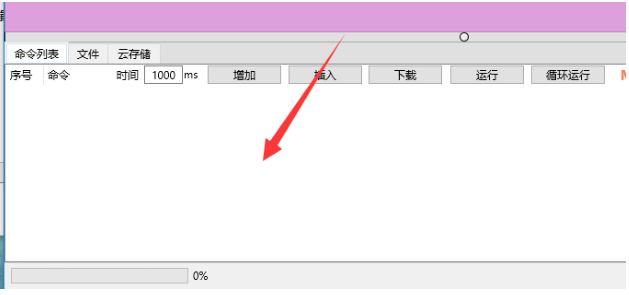 命令列表 文件 云存储
序号 命令 时间 1000 ms 增加 插入 下载 运行 循环运行
0%